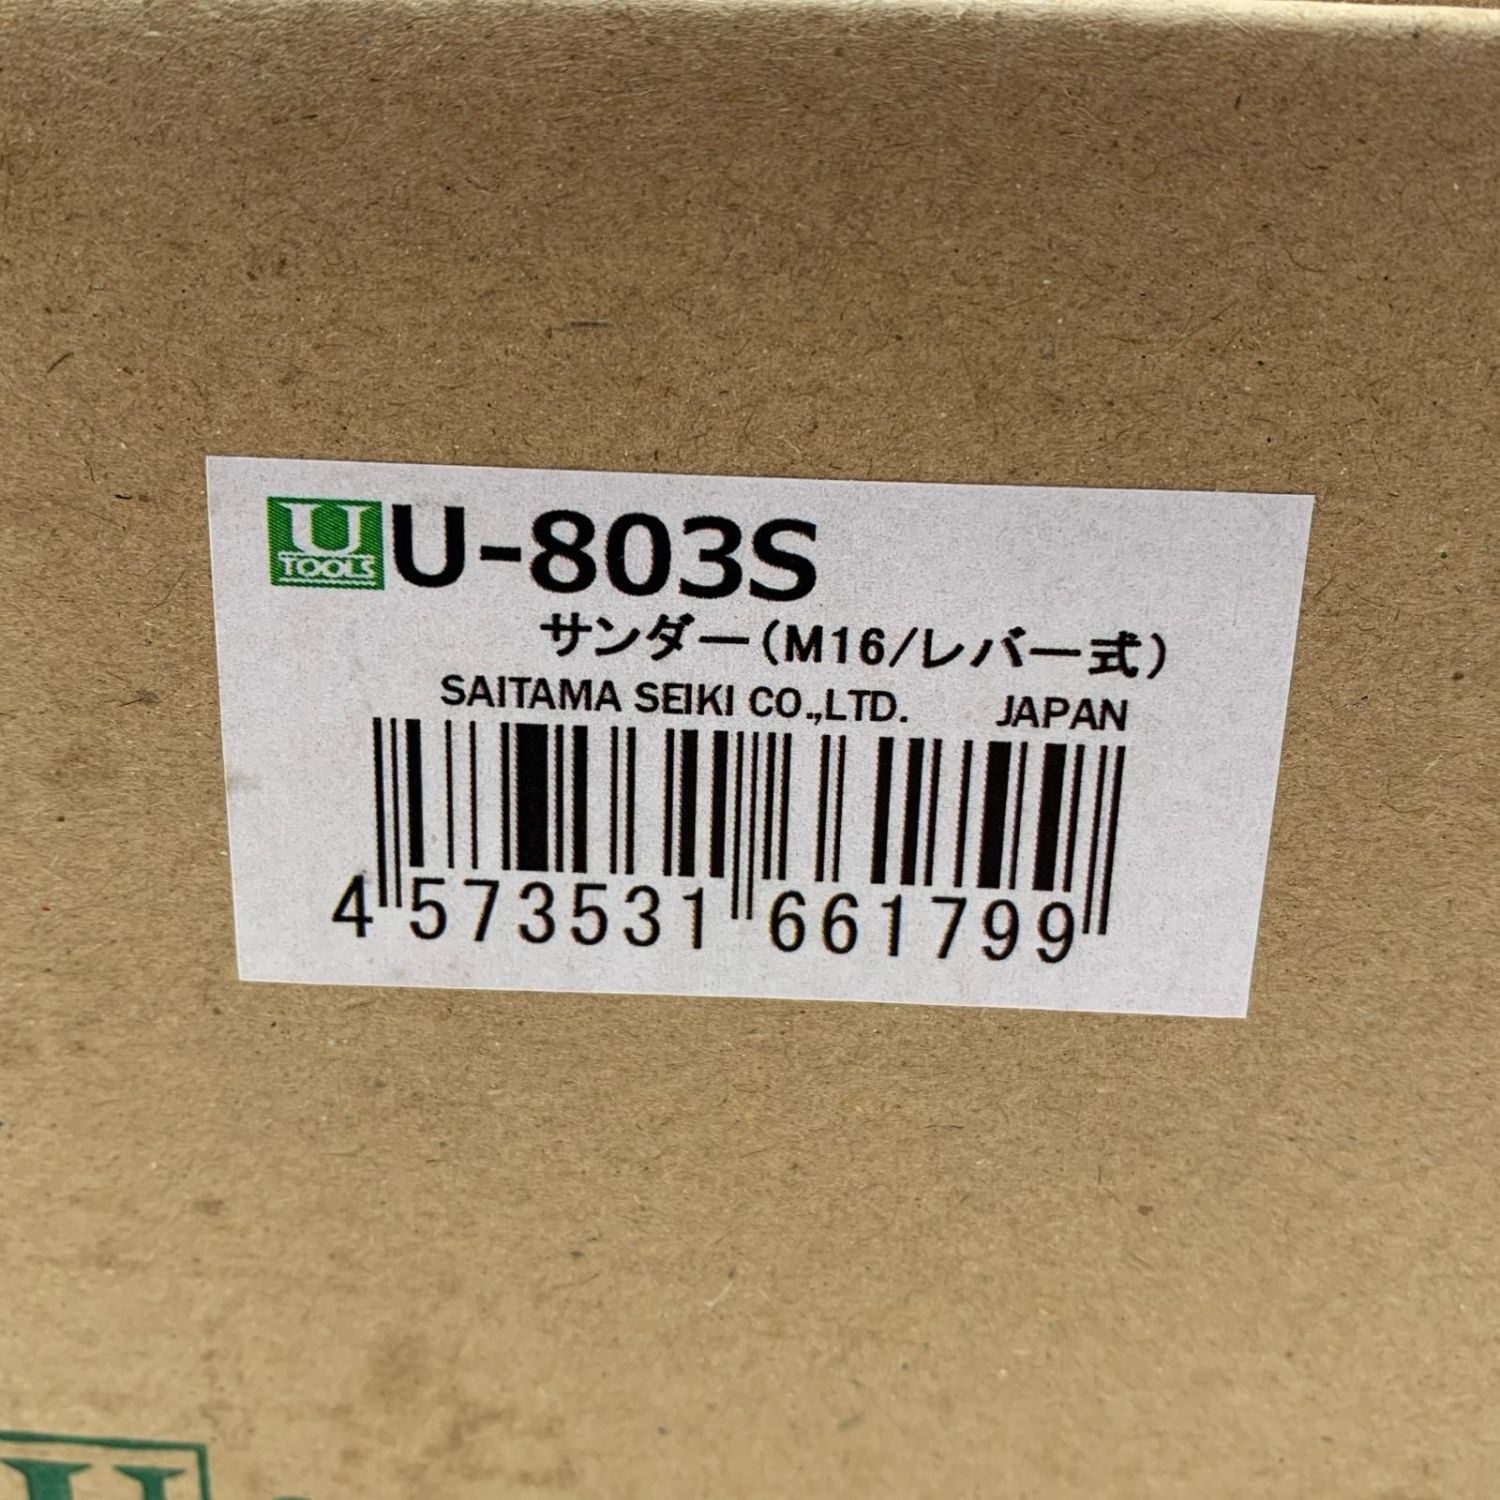 U TOOLS U-803S
サンダー(M16/レバー式)
SAITAMA SEIKI CO.,LTD. JAPAN
4 573531 661799
U